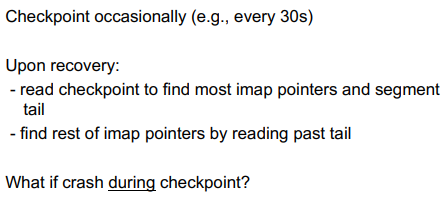 Checkpoint occasionally (e.g., every 30s)
Upon recovery:
- read checkpoint to find most imap pointers and segment
tail
- find rest of imap pointers by reading past tail
What if crash during checkpoint?